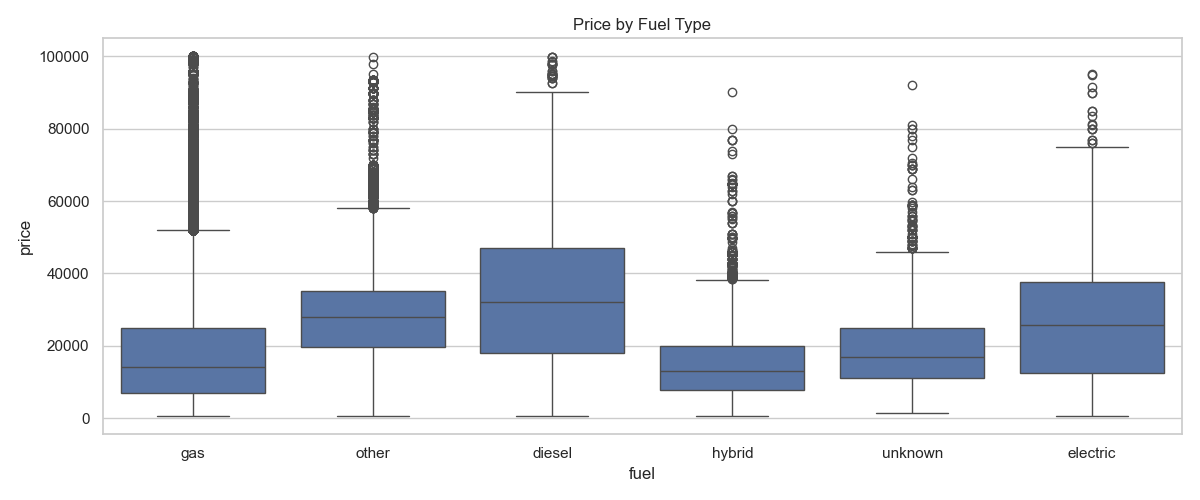 Price by Fuel Type
price
100000
80000
60000
40000
20000
0
gas other diesel hybrid unknown electric
fuel